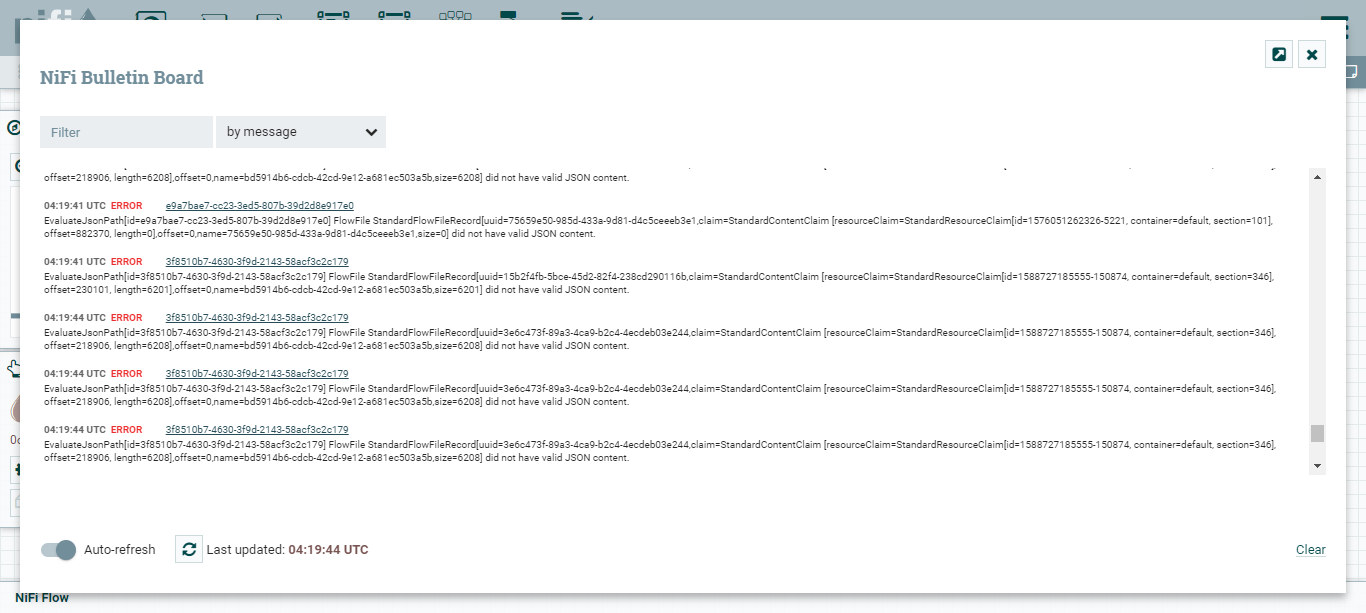 nifi
NiFi Bulletin Board
Filter
by message
offset=218906, length=6208],offset=0,name=bd5914b6-cdcb-42cd-9e12-a681ec503a5b,size=6208] did not have valid JSON content.
04:19:41 UTC ERROR e9a7bae7-cc23-3ed5-807b-39d2d8e917e0
EvaluateJsonPath[id=e9a7bae7-cc23-3ed5-807b-39d2d8e917e0] FlowFile StandardFlowFileRecord[uuid=75659e50-985d-433a-9d81-d4c5ceeeb3e1,claim=StandardContentClaim [resourceClaim=StandardResourceClaim[id=1576051262326-5221, container=default, section=101],
offset=882370, length=0],offset=0,name=75659e50-985d-433a-9d81-d4c5ceeeb3e1,size=0] did not have valid JSON content.
04:19:41 UTC ERROR 3f8510b7-4630-3f9d-2143-58acf3c2c179
EvaluateJsonPath[id=3f8510b7-4630-3f9d-2143-58acf3c2c179] FlowFile StandardFlowFileRecord[uuid=15b2f4fb-5bce-45d2-82f4-238cd290116b,claim=StandardContentClaim [resourceClaim=StandardResourceClaim[id=1588727185555-150874, container=default, section=346],
offset=230101, length=6201],offset=0,name=bd5914b6-cdcb-42cd-9e12-a681ec503a5b,size=6201] did not have valid JSON content.
04:19:44 UTC ERROR 3f8510b7-4630-3f9d-2143-58acf3c2c179
EvaluateJsonPath[id=3f8510b7-4630-3f9d-2143-58acf3c2c179] FlowFile StandardFlowFileRecord[uuid=3e6c473f-89a3-4ca9-b2c4-4ecdeb03e244,claim=StandardContentClaim [resourceClaim=StandardResourceClaim[id=1588727185555-150874, container=default, section=346],
offset=218906, length=6208],offset=0,name=bd5914b6-cdcb-42cd-9e12-a681ec503a5b,size=6208] did not have valid JSON content.
04:19:44 UTC ERROR 3f8510b7-4630-3f9d-2143-58acf3c2c179
EvaluateJsonPath[id=3f8510b7-4630-3f9d-2143-58acf3c2c179] FlowFile StandardFlowFileRecord[uuid=3e6c473f-89a3-4ca9-b2c4-4ecdeb03e244,claim=StandardContentClaim [resourceClaim=StandardResourceClaim[id=1588727185555-150874, container=default, section=346],
offset=218906, length=6208],offset=0,name=bd5914b6-cdcb-42cd-9e12-a681ec503a5b,size=6208] did not have valid JSON content.
04:19:44 UTC ERROR 3f8510b7-4630-3f9d-2143-58acf3c2c179
EvaluateJsonPath[id=3f8510b7-4630-3f9d-2143-58acf3c2c179] FlowFile StandardFlowFileRecord[uuid=3e6c473f-89a3-4ca9-b2c4-4ecdeb03e244,claim=StandardContentClaim [resourceClaim=StandardResourceClaim[id=1588727185555-150874, container=default, section=346],
offset=218906, length=6208],offset=0,name=bd5914b6-cdcb-42cd-9e12-a681ec503a5b,size=6208] did not have valid JSON content.
Auto-refresh
Last updated: 04:19:44 UTC
Clear
NiFi Flow